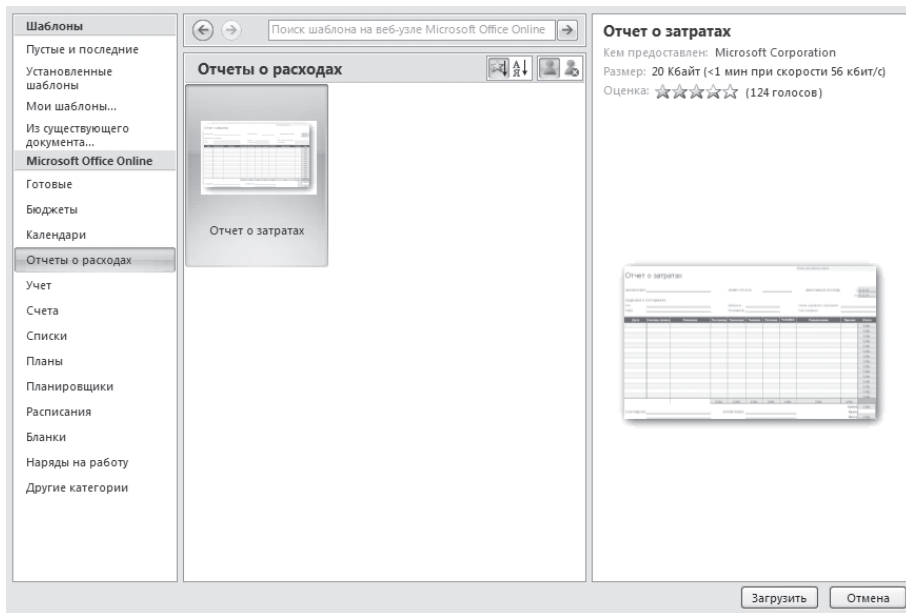 Шаблоны
Пустые и последние
Установленные
шаблоны
Мои шаблоны...
Из существующего
документа...
Microsoft Office Online
Готовые
Бюджеты
Календари
Отчеты о расходах
Учет
Счета
Списки
Планы
Планировщики
Расписания
Бланки
Наряды на работу
Другие категории
Поиск шаблона на веб-узле Microsoft Office Online
Отчеты о расходах
Отчет о затратах
Отчет о затратах
Кем предоставлен: Microsoft Corporation
Размер: 20 Кбайт (<1 мин при скорости 56 кбит/с)
Оценка: (124 голосов)
Отчет о затратах
Загрузить
Отмена